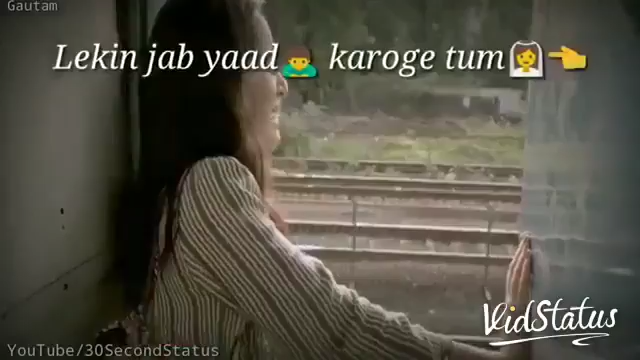 Gautam
Lekin jab yaad🙇‍♂️ karoge tum👰👈
VidStatus
YouTube/30SecondStatus